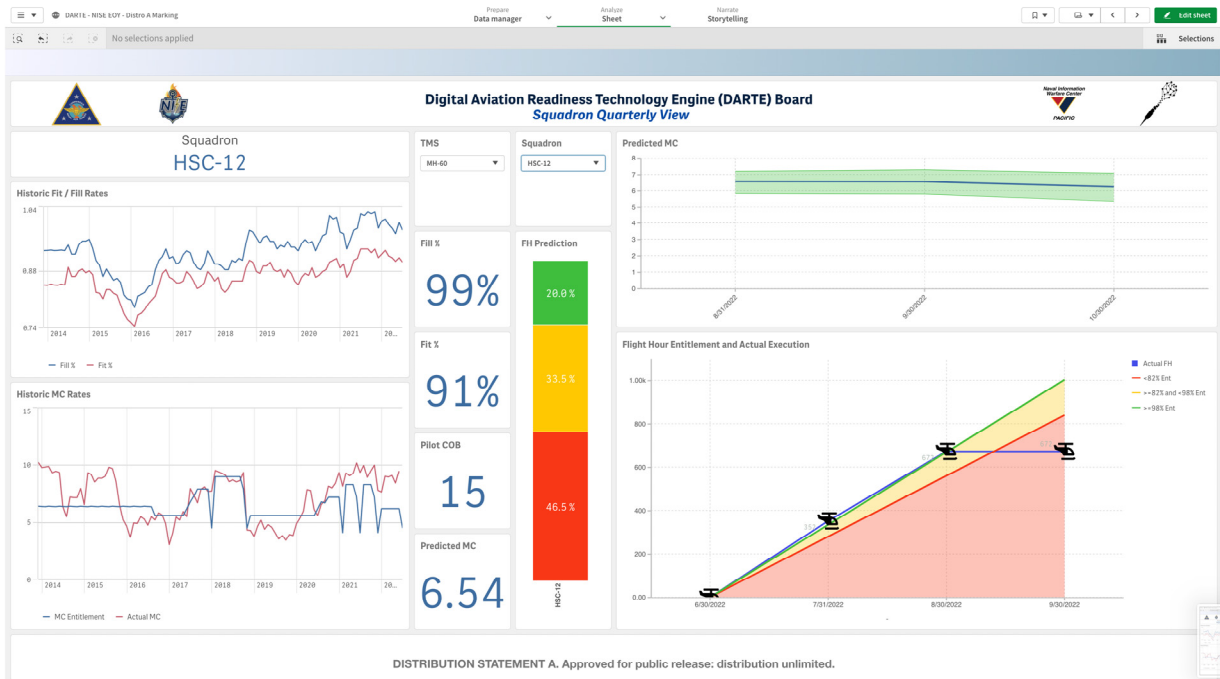 DARTE - NISE EOY - Distro A Marking
Prepare
Data manager
Analyze
Sheet
Narrate
Storytelling
Edit sheet
No selections applied
Selections
NISE
Digital Aviation Readiness Technology Engine (DARTE) Board
Squadron Quarterly View
Naval Information
Warfare Center
PACIFIC
Squadron
HSC-12
TMS
MH-60
Squadron
HSC-12
Historic Fit / Fill Rates
1.04
0.88
0.74
2014 2015 2016 2017 2018 2019 2020 2021 20...
Fill % Fit %
Historic MC Rates
15
10
5
0
2014 2015 2016 2017 2018 2019 2020 2021 20...
MC Entitlement Actual MC
Fill %
99%
Fit %
91%
Pilot COB
15
Predicted MC
6.54
FH Prediction
20.0 %
33.5 %
46.5 %
HSC-12
Predicted MC
8
7
6
5
4
3
2
1
0
8/31/2022 9/30/2022 10/30/2022
Flight Hour Entitlement and Actual Execution
1.00k
800
600
400
200
0.00
6/30/2022 7/31/2022 8/30/2022 9/30/2022
Actual FH
<82% Ent
>=82% and <98% Ent
>=98% Ent
DISTRIBUTION STATEMENT A. Approved for public release: distribution unlimited.